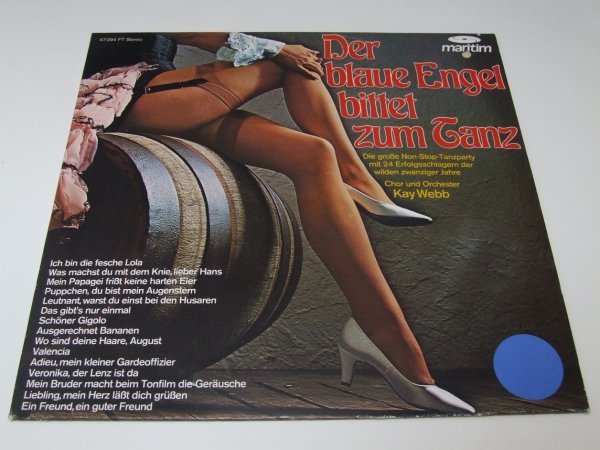 47 064 PT Stereo
maritim
Der
blaue Engel
bittet
zum Tanz
Die große Non-Stop-Tanzparty
mit 24 Erfolgsschlagern der
wilden zwanziger Jahre
Chor und Orchester
Kay Webb
Ich bin die fesche Lola
Was machst du mit dem Knie, lieber Hans
Mein Papagei frißt keine harten Eier
Puppchen, du bist mein Augenstern
Leutnant, warst du einst bei den Husaren
Das gibt's nur einmal
Schöner Gigolo
Ausgerechnet Bananen
Wo sind deine Haare, August
Valencia
Adieu, mein kleiner Gardeoffizier
Veronika, der Lenz ist da
Mein Bruder macht beim Tonfilm die Geräusche
Liebling, mein Herz läßt dich grüßen
Ein Freund, ein guter Freund